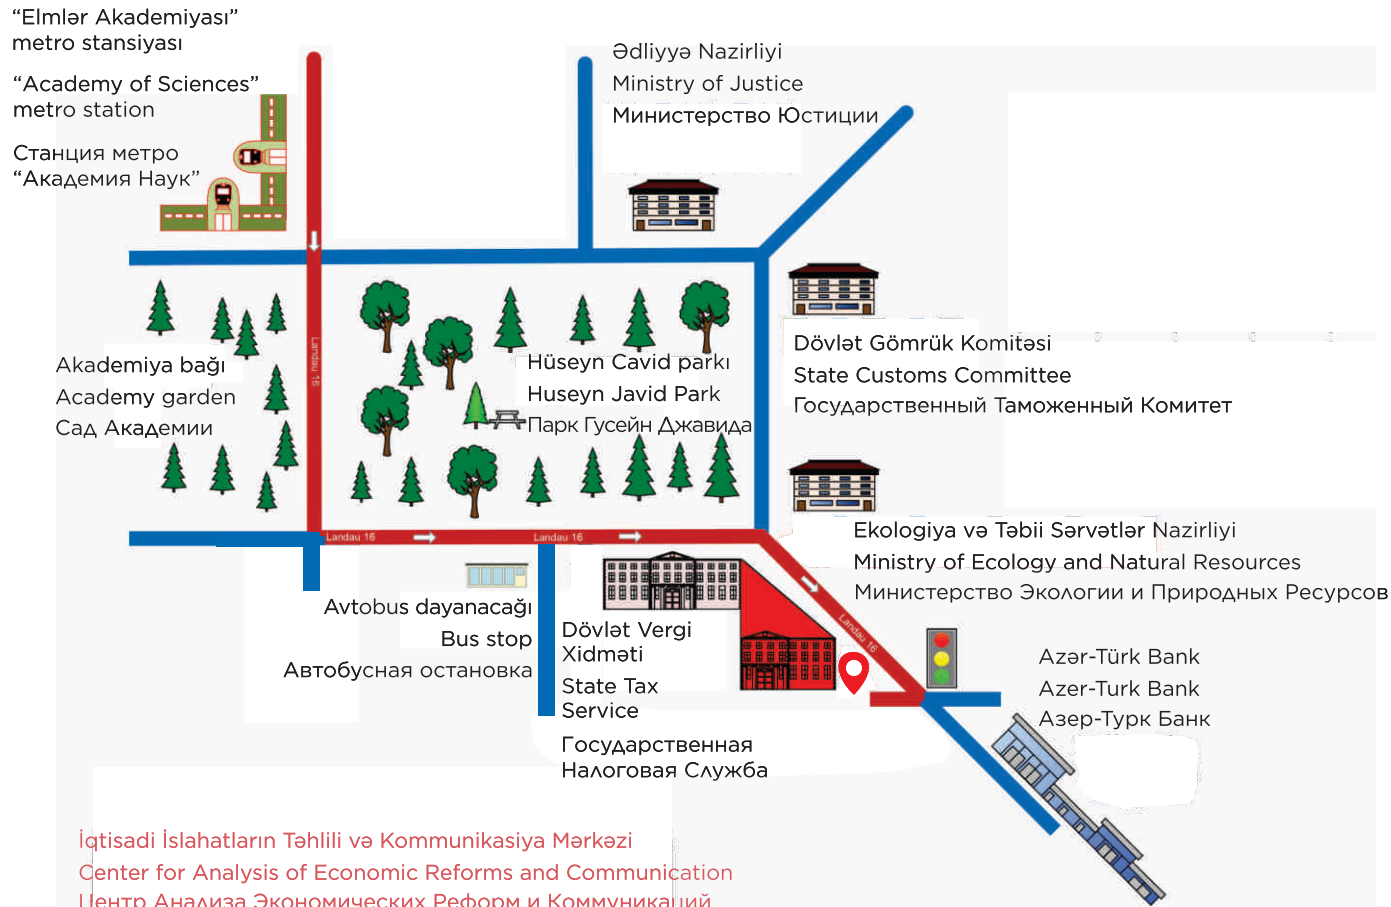 “Elmlər Akademiyası”
metro stansiyası
“Academy of Sciences”
metro station
Станция метро
“Академия Наук”
Ədliyyə Nazirliyi
Ministry of Justice
Министерство Юстиции
Landau 16
Akademiya bağı
Academy garden
Сад Академии
Hüseyn Cavid parkı
Huseyn Javid Park
Парк Гусейн Джавида
Dövlət Gömrük Komitəsi
State Customs Committee
Государственный Таможенный Комитет
Landau 16
Landau 16
Ekologiya və Təbii Sərvətlər Nazirliyi
Ministry of Ecology and Natural Resources
Министерство Экологии и Природных Ресурсов
Avtobus dayanacağı
Bus stop
Автобусная остановка
Dövlət Vergi
Xidməti
State Tax
Service
Государственная
Налоговая Служба
Landau 16
Azər-Türk Bank
Azer-Turk Bank
Азер-Турк Банк
İqtisadi İslahatların Təhlili və Kommunikasiya Mərkəzi
Center for Analysis of Economic Reforms and Communication
Центр Анализа Экономических Реформ и Коммуникаций